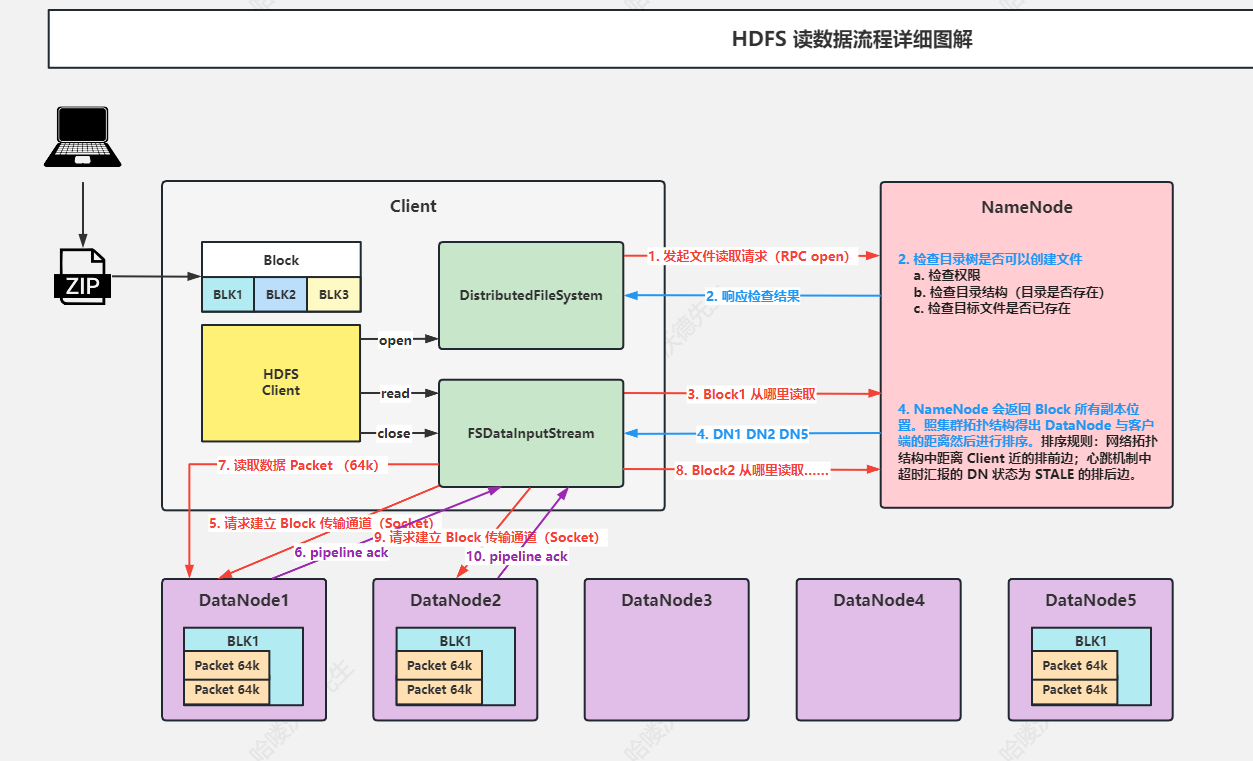 HDFS 读数据流程详细图解
Client
NameNode
Block
BLK1 BLK2 BLK3
DistributedFileSystem
HDFS
Client
open
read
close
FSDataInputStream
ZIP
1. 发起文件读取请求（RPC open）
2. 响应检查结果
2. 检查目录树是否可以创建文件
a. 检查权限
b. 检查目录结构（目录是否存在）
c. 检查目标文件是否已存在
3. Block1 从哪里读取
4. DN1 DN2 DN5
8. Block2 从哪里读取......
4. NameNode 会返回 Block 所有副本位
置。照集群拓扑结构得出 DataNode 与客户
端的距离然后进行排序。排序规则：网络拓扑
结构中距离 Client 近的排前边；心跳机制中
超时汇报的 DN 状态为 STALE 的排后边。
7. 读取数据 Packet （64k）
5. 请求建立 Block 传输通道（Socket）
9. 请求建立 Block 传输通道（Socket）
6. pipeline ack
10. pipeline ack
DataNode1
BLK1
Packet 64k
Packet 64k
DataNode2
BLK1
Packet 64k
Packet 64k
DataNode3
DataNode4
DataNode5
BLK1
Packet 64k
Packet 64k